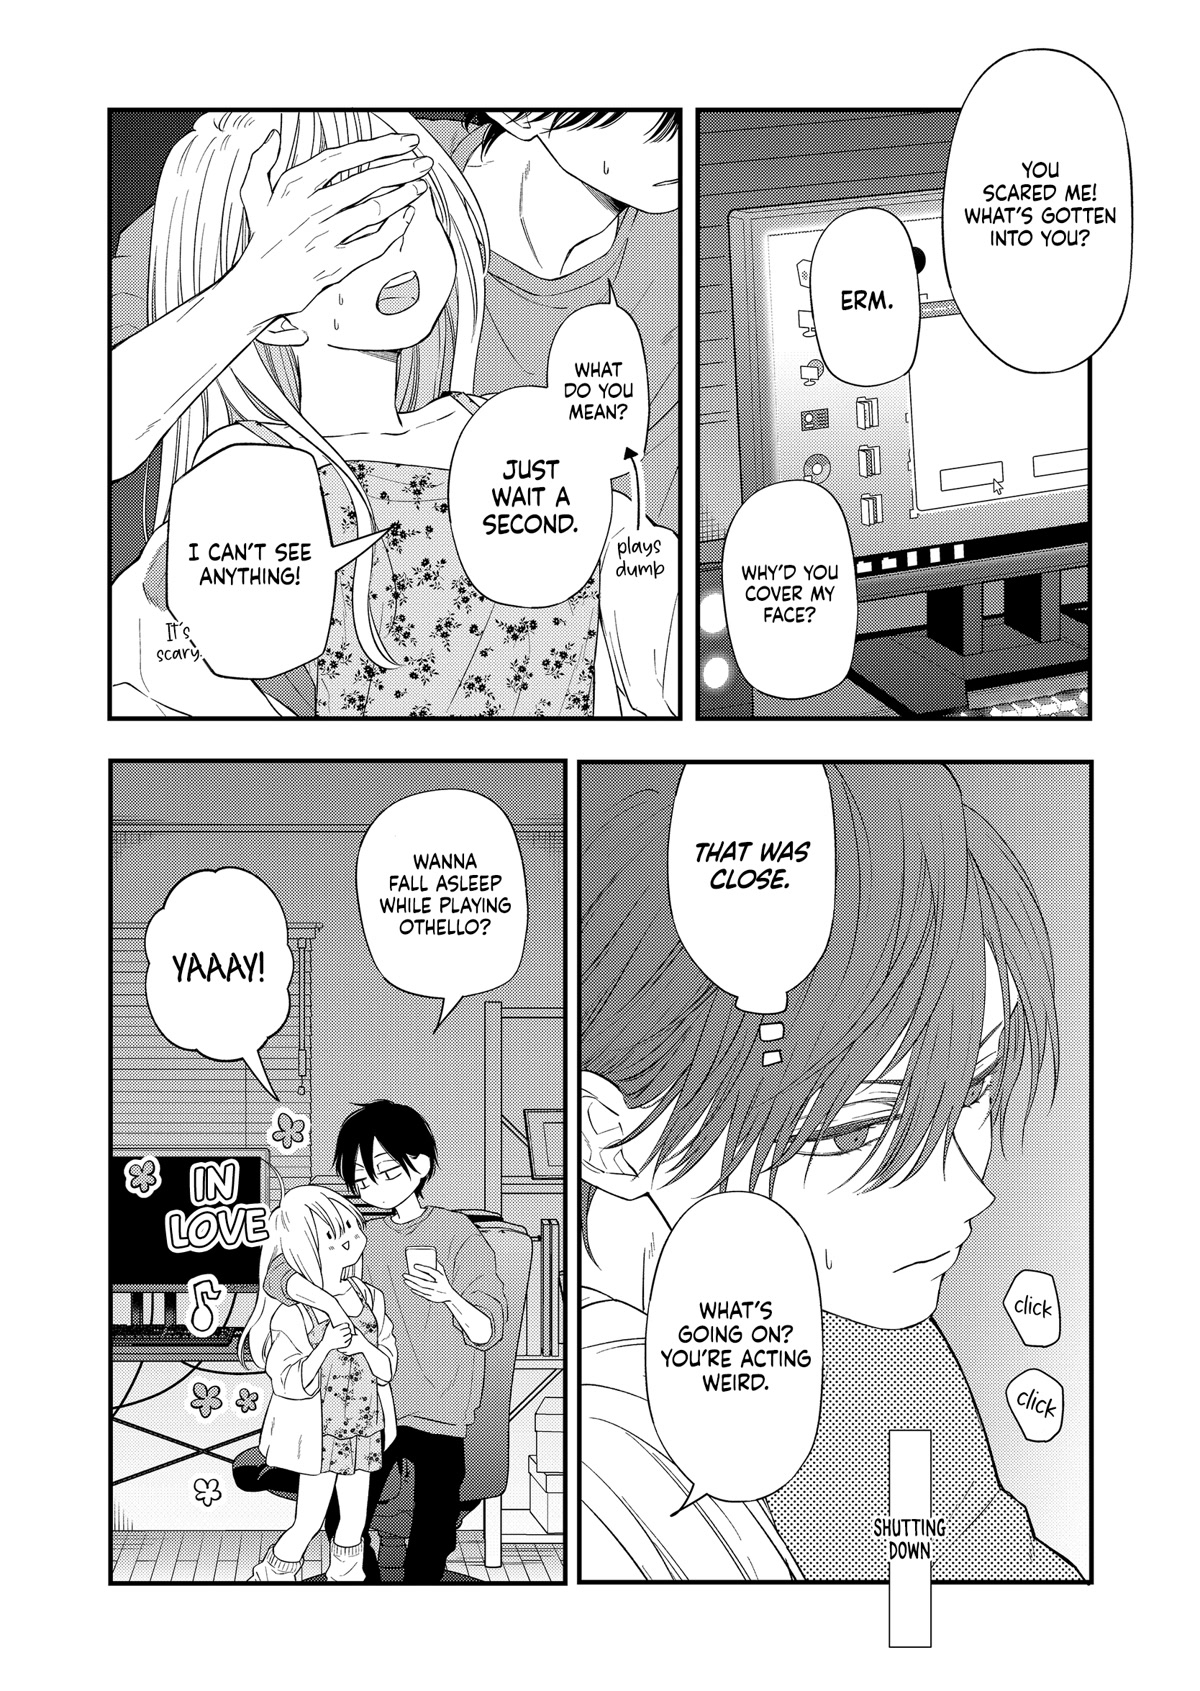 YOU
SCARED ME!
WHAT'S GOTTEN
INTO YOU?
ERM.
WHY'D YOU
COVER MY
FACE?
WHAT
DO YOU
MEAN?
plays
dumb
JUST
WAIT A
SECOND.
I CAN'T SEE
ANYTHING!
It's
scary.
THAT WAS
CLOSE.
WHAT'S
GOING ON?
YOU'RE ACTING
WEIRD.
click
click
SHUTTING
DOWN
WANNA
FALL ASLEEP
WHILE PLAYING
OTHELLO?
YAAAY!
IN
LOVE